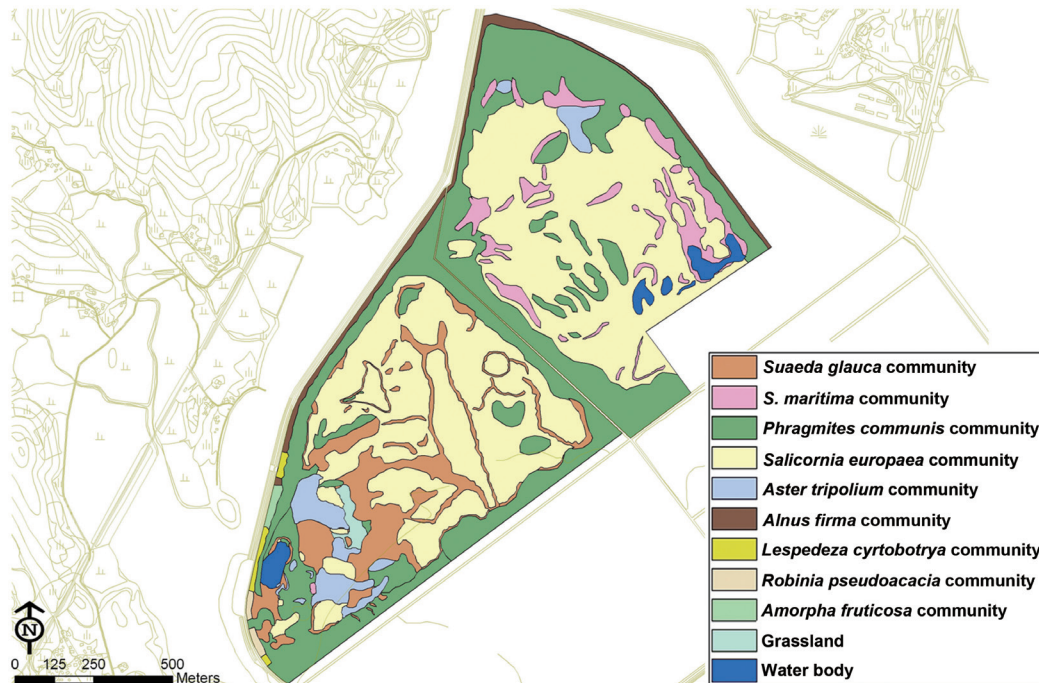 Suaeda glauca community
S. maritima community
Phragmites communis community
Salicornia europaea community
Aster tripolium community
Alnus firma community
Lespedeza cyrtobotrya community
Robinia pseudoacacia community
Amorpha fruticosa community
Grassland
Water body
N
0 125 250 500
Meters